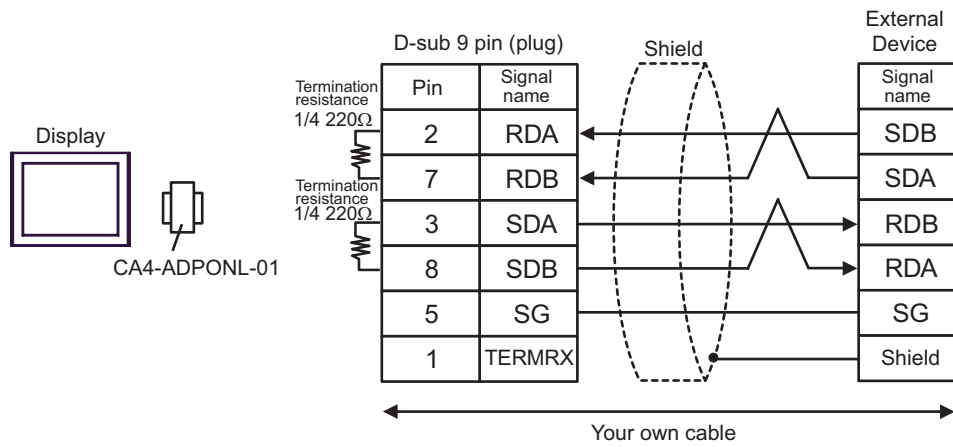 External
Device
D-sub 9 pin (plug)
Shield
Termination
resistance
1/4 220Ω
Pin
Signal
name
Signal
name
Display
2
RDA
SDB
7
RDB
SDA
Termination
resistance
1/4 220Ω
3
SDA
RDB
8
SDB
RDA
CA4-ADPONL-01
5
SG
SG
1
TERMRX
Shield
Your own cable